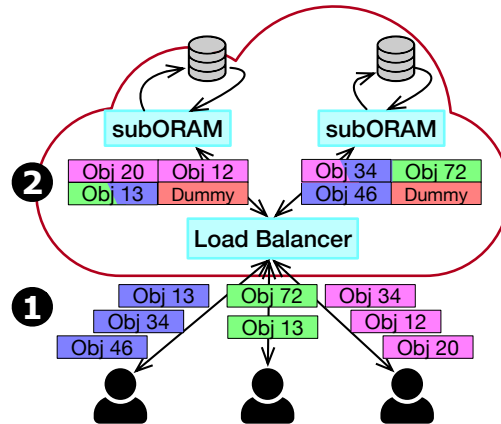 subORAM subORAM
2
Obj 20 Obj 12 Obj 34 Obj 72
Obj 13 Dummy Obj 46 Dummy
Load Balancer
1
Obj 13 Obj 72 Obj 34
Obj 34 Obj 13 Obj 12
Obj 46 Obj 20